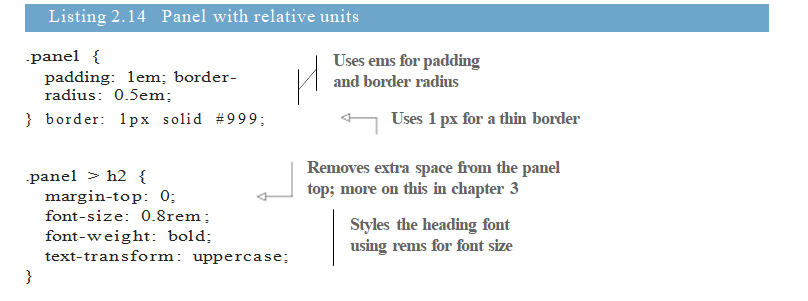 Listing 2.14 Panel with relative units
.panel {
padding: 1em; border-
radius: 0.5em;
} border: 1px solid #999;
Uses ems for padding
and border radius
Uses 1 px for a thin border
.panel > h2 {
margin-top: 0;
font-size: 0.8rem;
font-weight: bold;
text-transform: uppercase;
}
Removes extra space from the panel
top; more on this in chapter 3
Styles the heading font
using rems for font size